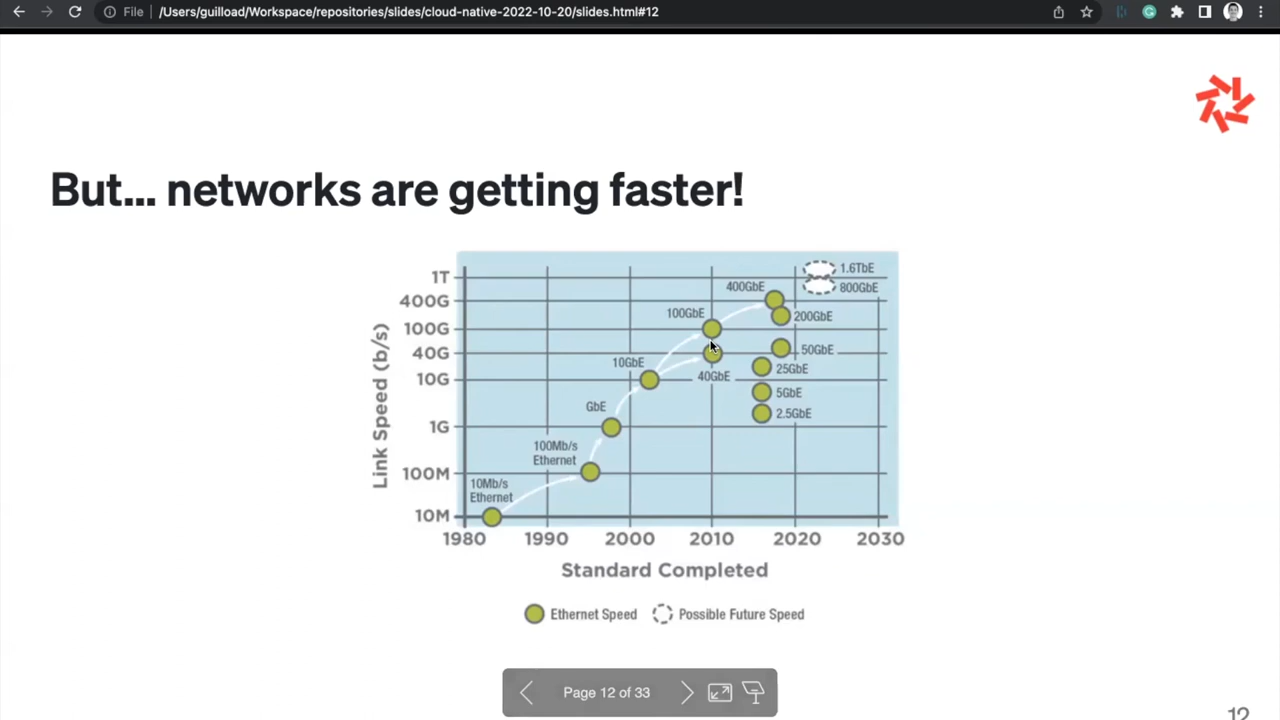 File
/Users/guilload/Workspace/repositories/slides/cloud-native-2022-10-20/slides.html#12
But... networks are getting faster!
Link Speed (b/s)
1T
400G
100G
40G
10G
1G
100M
10M
1.6TbE
800GbE
400GbE
200GbE
100GbE
50GbE
10GbE
25GbE
40GbE
5GbE
2.5GbE
GbE
100Mb/s
Ethernet
10Mb/s
Ethernet
1980 1990 2000 2010 2020 2030
Standard Completed
Ethernet Speed Possible Future Speed
Page 12 of 33
12